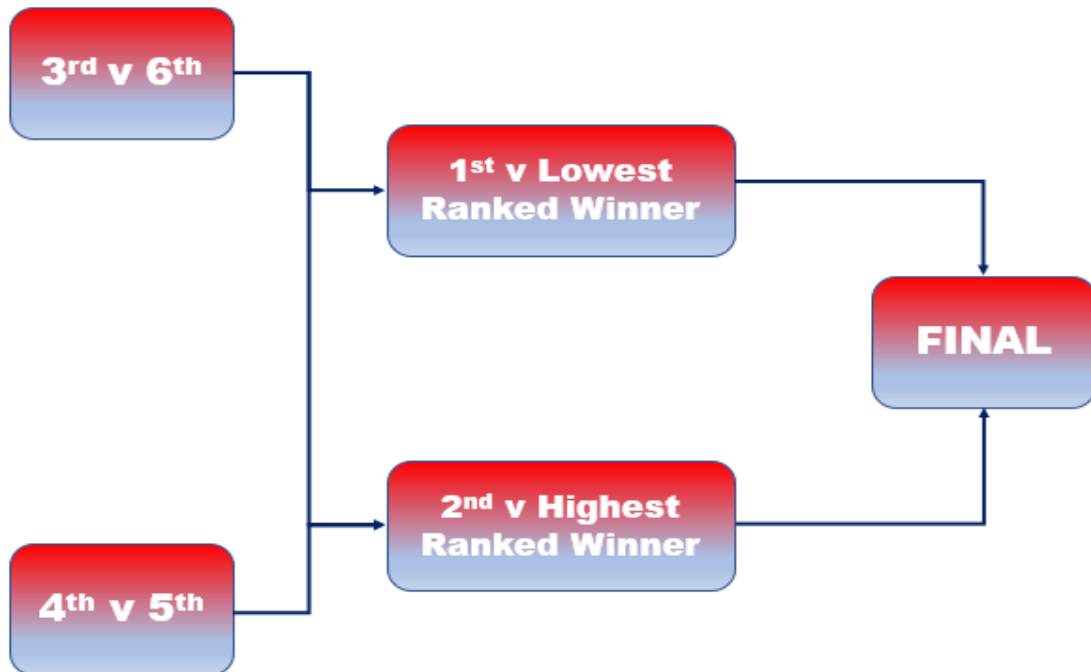 3rd v 6th
1st v Lowest
Ranked Winner
FINAL
2nd v Highest
Ranked Winner
4th v 5th